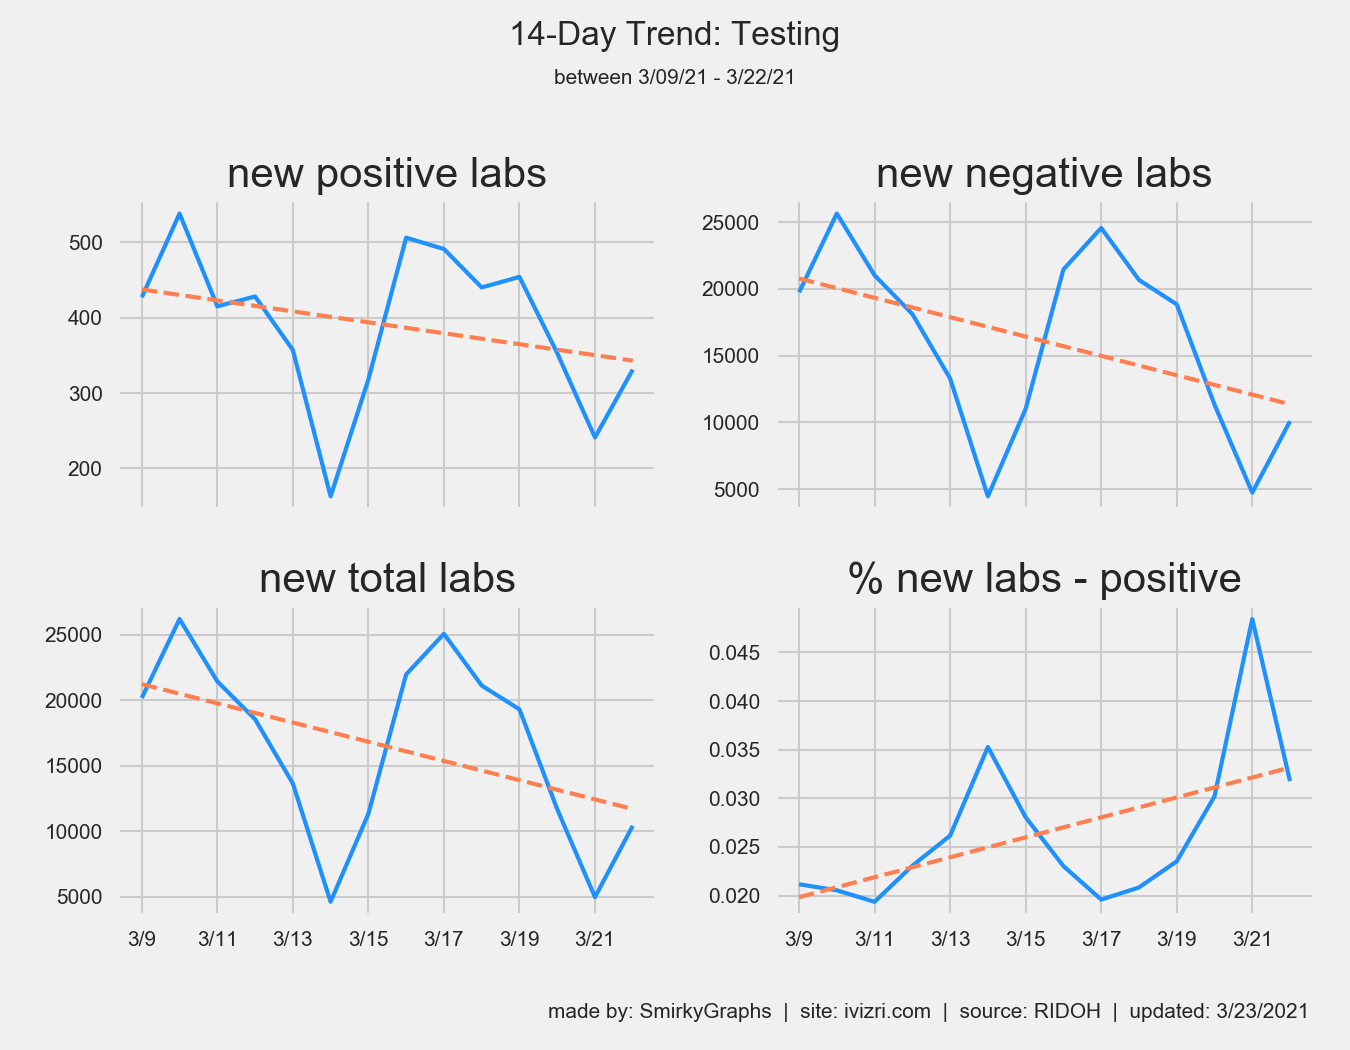 14-Day Trend: Testing
between 3/09/21 - 3/22/21
new positive labs
500
400
300
200
new negative labs
25000
20000
15000
10000
5000
new total labs
25000
20000
15000
10000
5000
3/9 3/11 3/13 3/15 3/17 3/19 3/21
% new labs - positive
0.045
0.040
0.035
0.030
0.025
0.020
3/9 3/11 3/13 3/15 3/17 3/19 3/21
made by: SmirkyGraphs | site: ivizri.com | source: RIDOH | updated: 3/23/2021